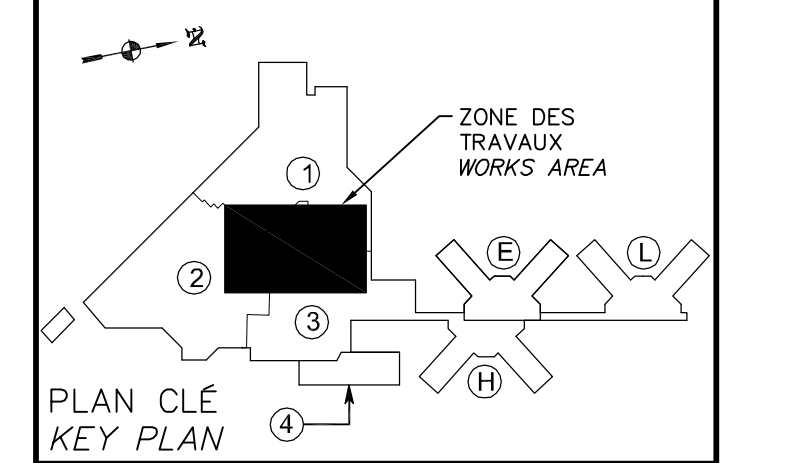 N
ZONE DES
TRAVAUX
WORKS AREA
1
E
L
2
3
H
PLAN CLÉ
KEY PLAN
4